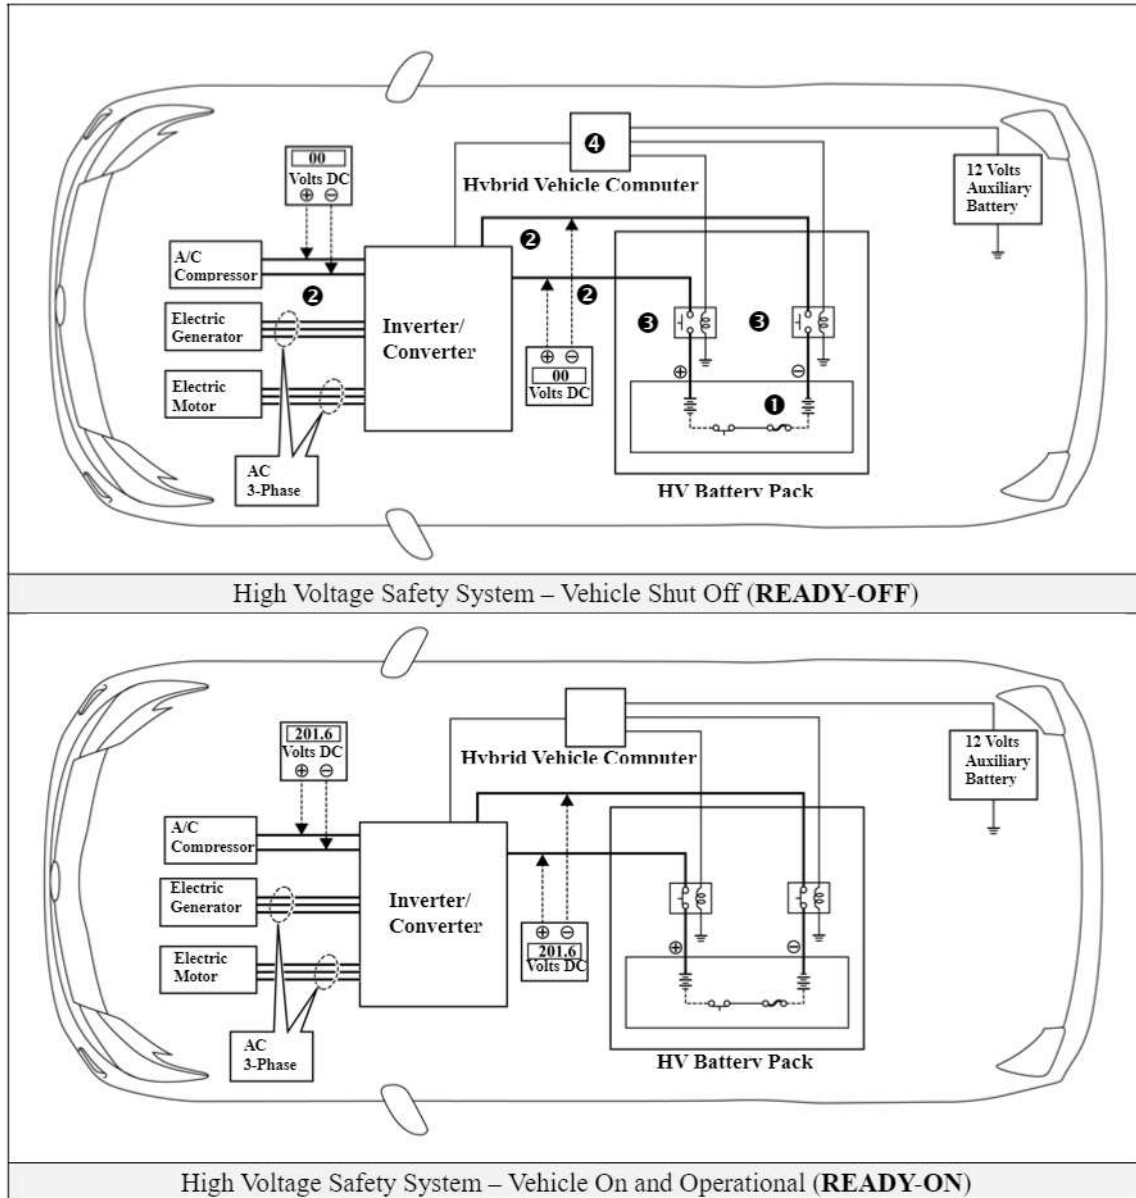 ❹
Hybrid Vehicle Computer
12 Volts
Auxiliary
Battery
00
Volts DC
⊕ ⊖
A/C
Compressor
❷
Electric
Generator
Electric
Motor
AC
3-Phase
Inverter/
Converter
❷
❷
⊕ ⊖
00
Volts DC
❸
❸
⊕
⊖
❶
HV Battery Pack
High Voltage Safety System – Vehicle Shut Off (READY-OFF)
Hybrid Vehicle Computer
12 Volts
Auxiliary
Battery
201.6
Volts DC
⊕ ⊖
A/C
Compressor
Electric
Generator
Electric
Motor
AC
3-Phase
Inverter/
Converter
⊕ ⊖
201.6
Volts DC
⊕
⊖
HV Battery Pack
High Voltage Safety System – Vehicle On and Operational (READY-ON)